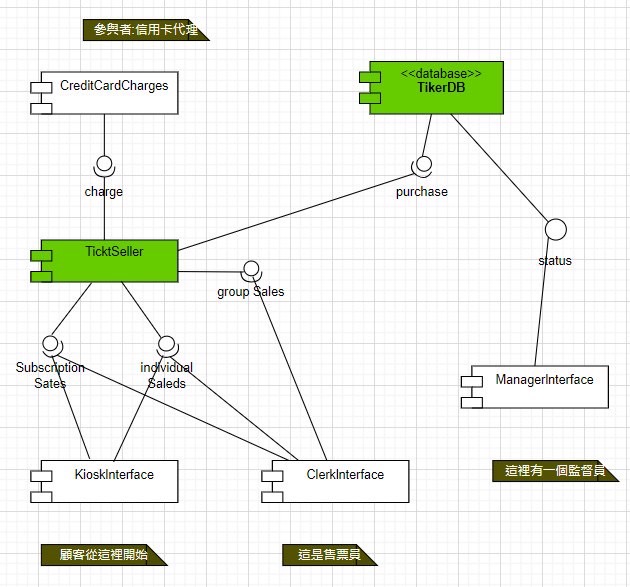 參與者:信用卡代理
<<database>>
TikerDB
CreditCardCharges
charge
purchase
TicktSeller
status
group Sales
Subscription
Sates
individual
Saleds
ManagerInterface
KioskInterface
ClerkInterface
這裡有一個監督員
顧客從這裡開始
這是售票員